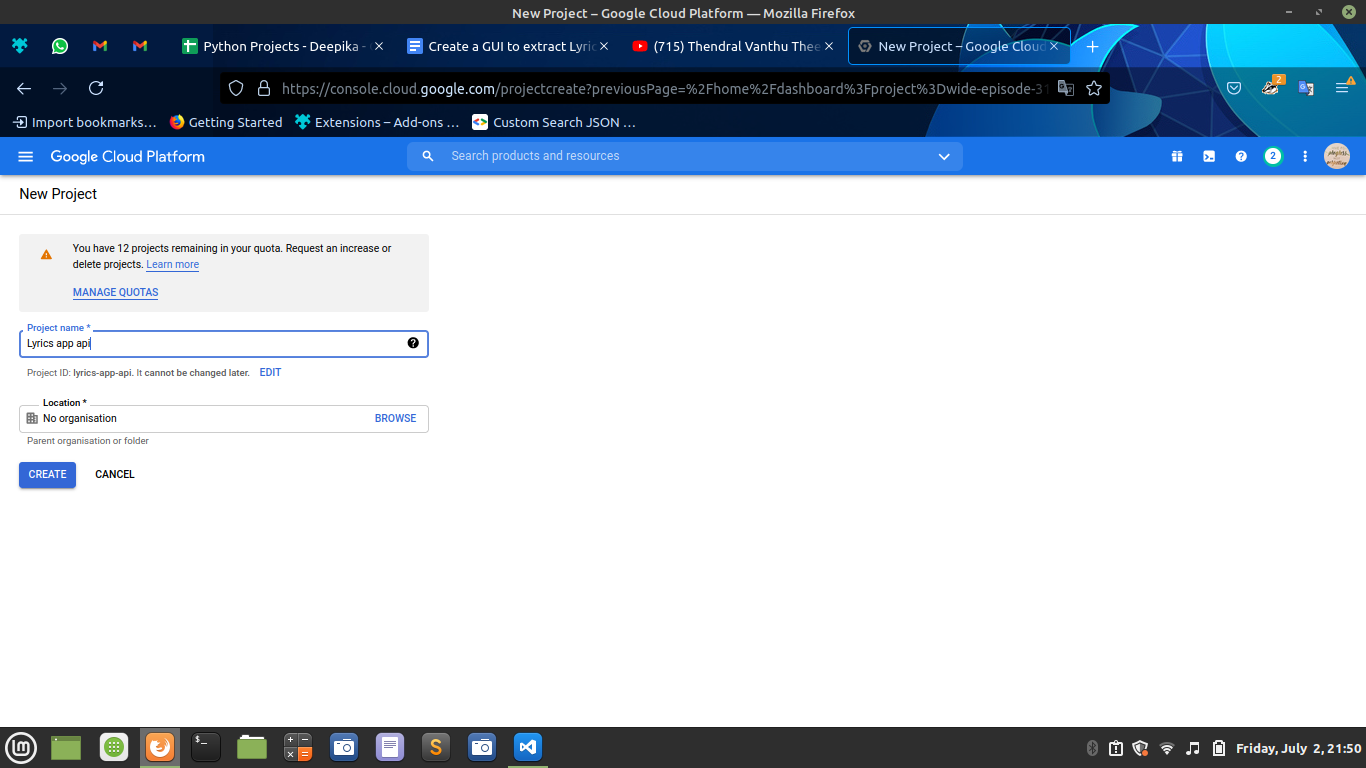 New Project – Google Cloud Platform — Mozilla Firefox
Python Projects - Deepika -
Create a GUI to extract Lyric
(715) Thendral Vanthu Thee
New Project – Google Cloud
https://console.cloud.google.com/projectcreate?previousPage=%2Fhome%2Fdashboard%3Fproject%3Dwide-episode-31
2
Import bookmarks...
Getting Started
Extensions – Add-ons ...
Custom Search JSON ...
Google Cloud Platform
Search products and resources
2
New Project
You have 12 projects remaining in your quota. Request an increase or
delete projects. Learn more
MANAGE QUOTAS
Project name *
Lyrics app api
Project ID: lyrics-app-api. It cannot be changed later. EDIT
Location *
No organisation
BROWSE
Parent organisation or folder
CREATE
CANCEL
Friday, July 2, 21:50